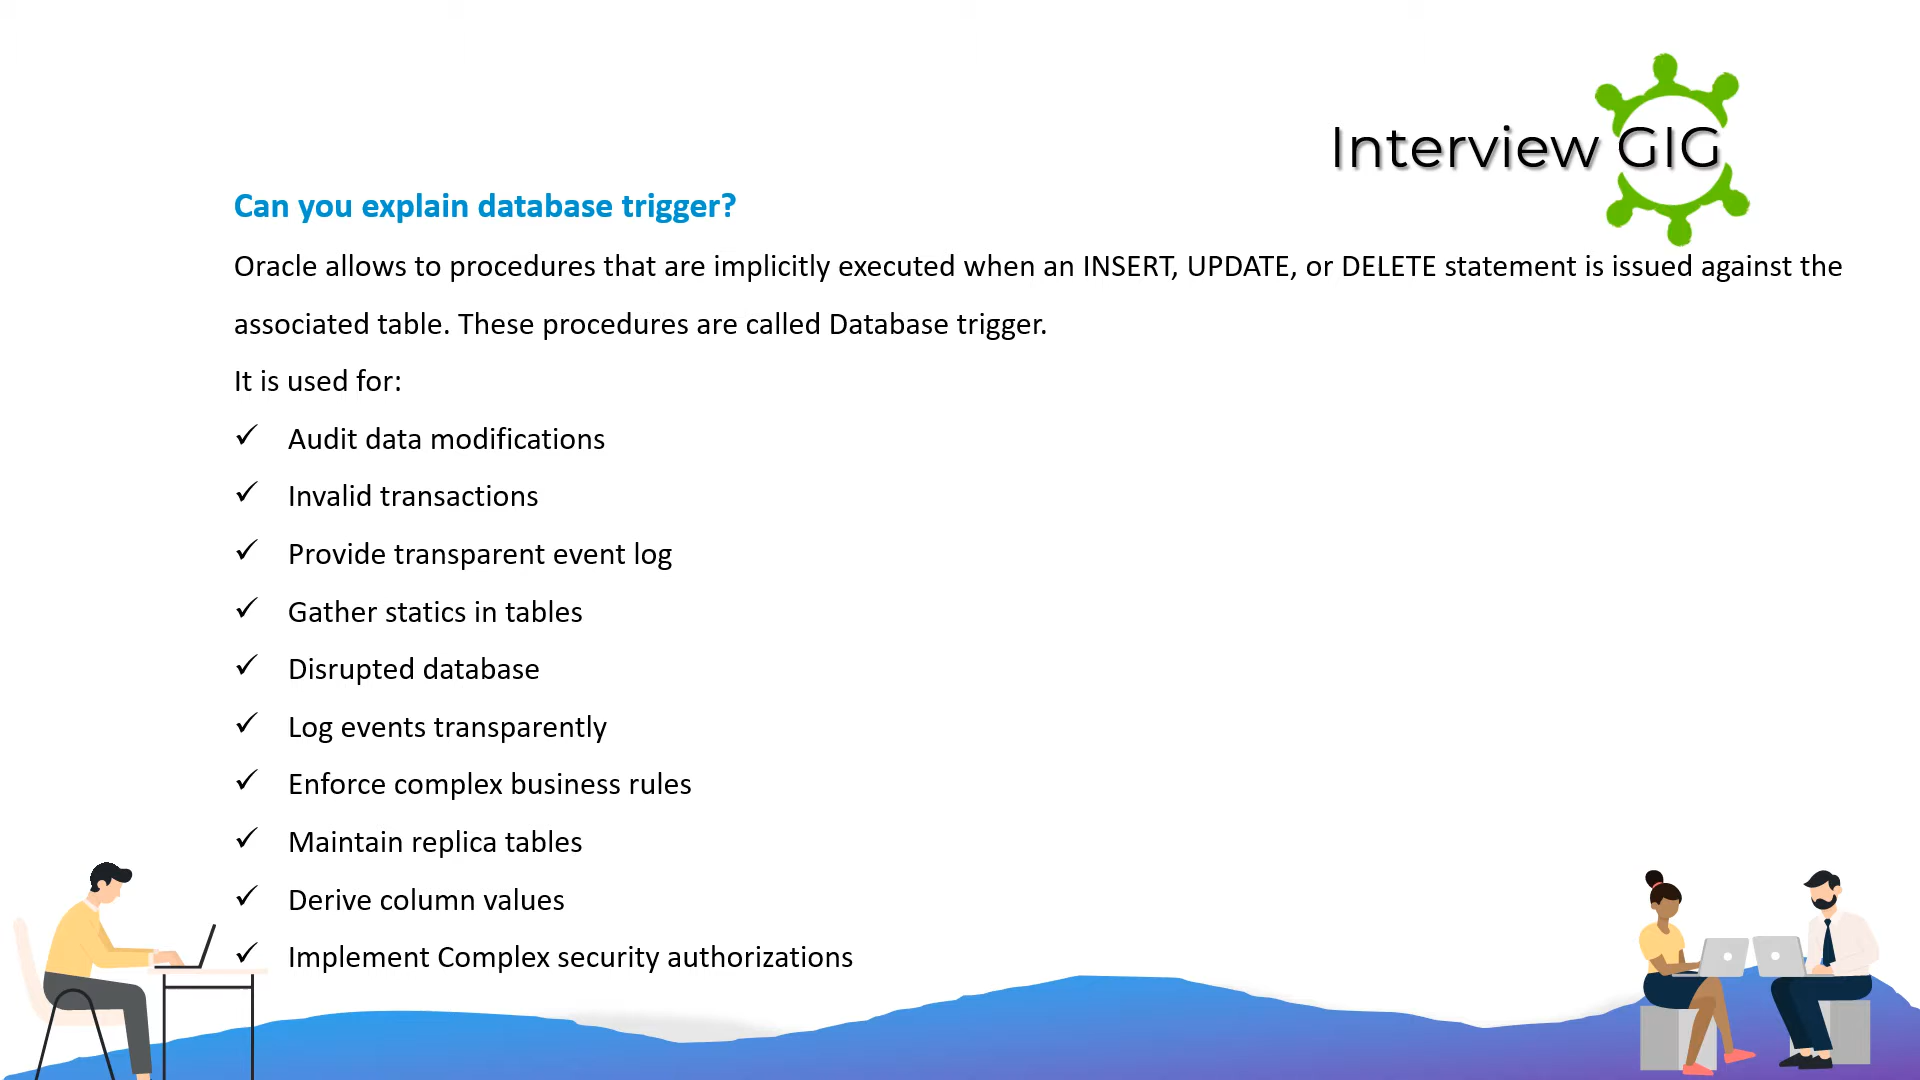 Interview GIG
Can you explain database trigger?
Oracle allows to procedures that are implicitly executed when an INSERT, UPDATE, or DELETE statement is issued against the
associated table. These procedures are called Database trigger.
It is used for:
✓ Audit data modifications
✓ Invalid transactions
✓ Provide transparent event log
✓ Gather statics in tables
✓ Disrupted database
✓ Log events transparently
✓ Enforce complex business rules
✓ Maintain replica tables
✓ Derive column values
✓ Implement Complex security authorizations